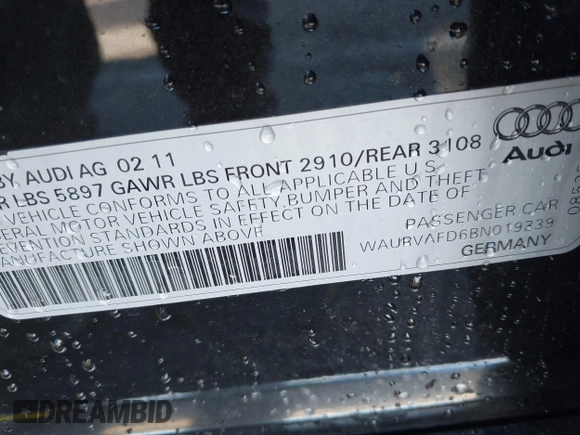 BY AUDI AG 02 11
R LBS 5897 GAWR LBS FRONT 2910/REAR 3108
VEHICLE CONFORMS TO ALL APPLICABLE U S
ERAL MOTOR VEHICLE SAFETY,BUMPER AND THEFT
EVENTION STANDARDS IN EFFECT ON THE DATE OF
ANUFACTURE SHOWN ABOVE
Audi
PASSENGER CAR
WAURVAFD6BN019339
GERMANY
DREAMBID